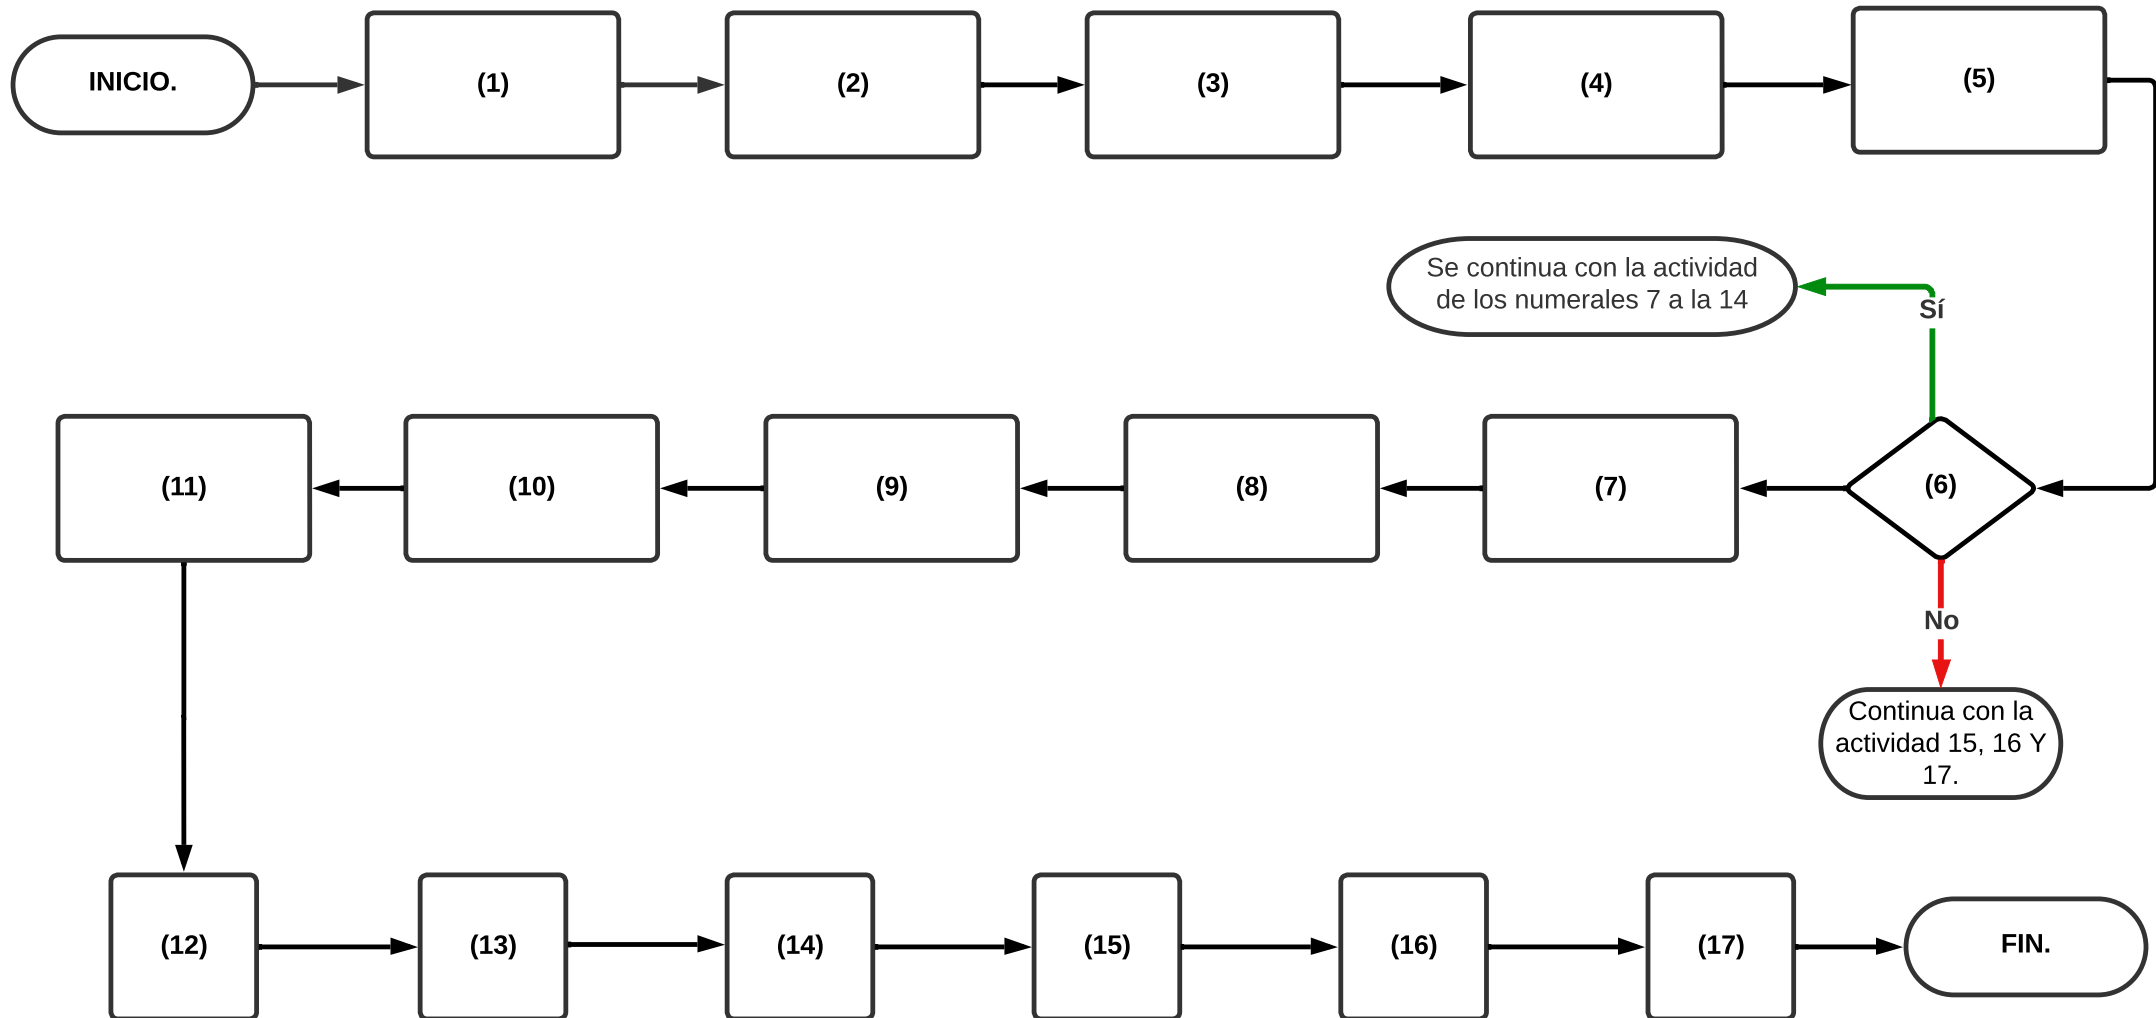 INICIO.
(1)
(2)
(3)
(4)
(5)
Se continua con la actividad
de los numerales 7 a la 14
Sí
(11)
(10)
(9)
(8)
(7)
(6)
No
Continua con la
actividad 15, 16 Y
17.
(12)
(13)
(14)
(15)
(16)
(17)
FIN.